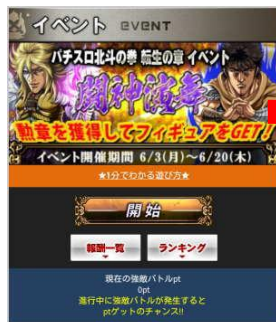 イベント EVENT
パチスロ北斗の拳 転生の章 イベント
闘神演舞
勲章を獲得してフィギュアをGET!
イベント開催期間 6/3(月)~6/20(木)
★1分でわかる遊び方★
開始
報酬一覧 ランキング
現在の強敵バトルpt
0pt
進行中に強敵バトルが発生すると
ptゲットのチャンス!!